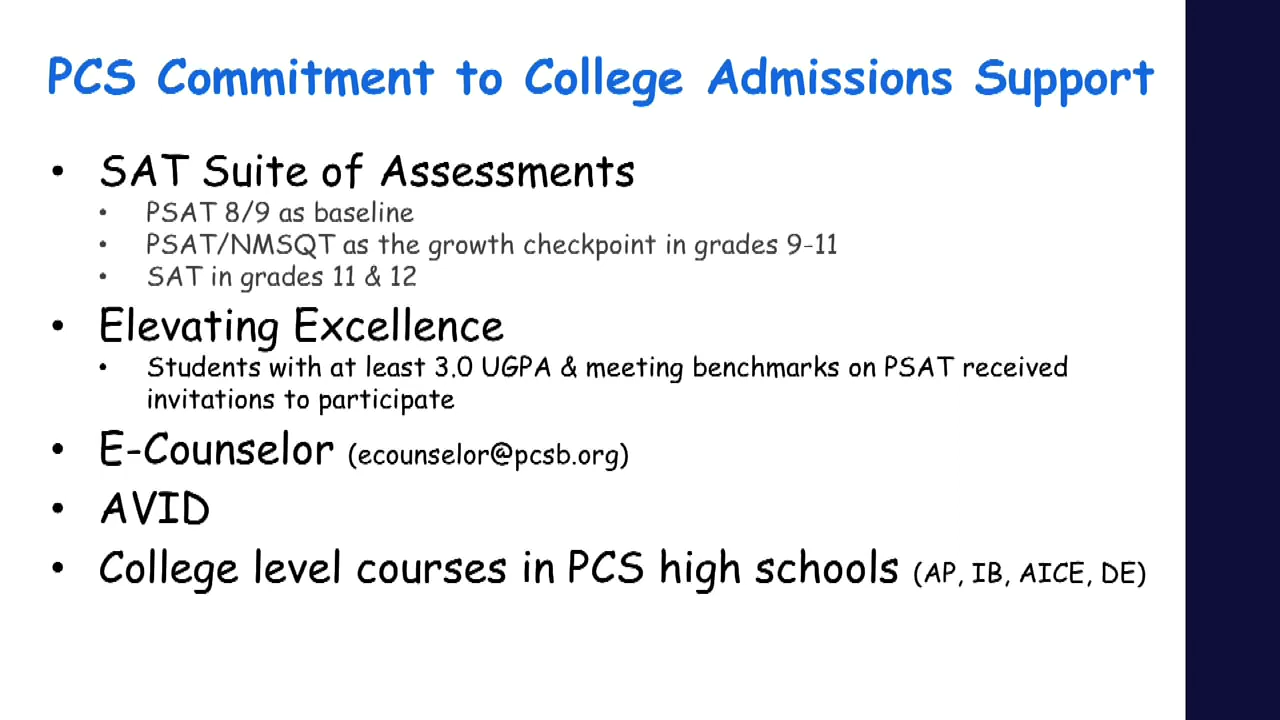 PCS Commitment to College Admissions Support
• SAT Suite of Assessments
• PSAT 8/9 as baseline
• PSAT/NMSQT as the growth checkpoint in grades 9-11
• SAT in grades 11 & 12
• Elevating Excellence
• Students with at least 3.0 UGPA & meeting benchmarks on PSAT received
invitations to participate
• E-Counselor (ecounselor@pcsb.org)
• AVID
• College level courses in PCS high schools (AP, IB, AICE, DE)